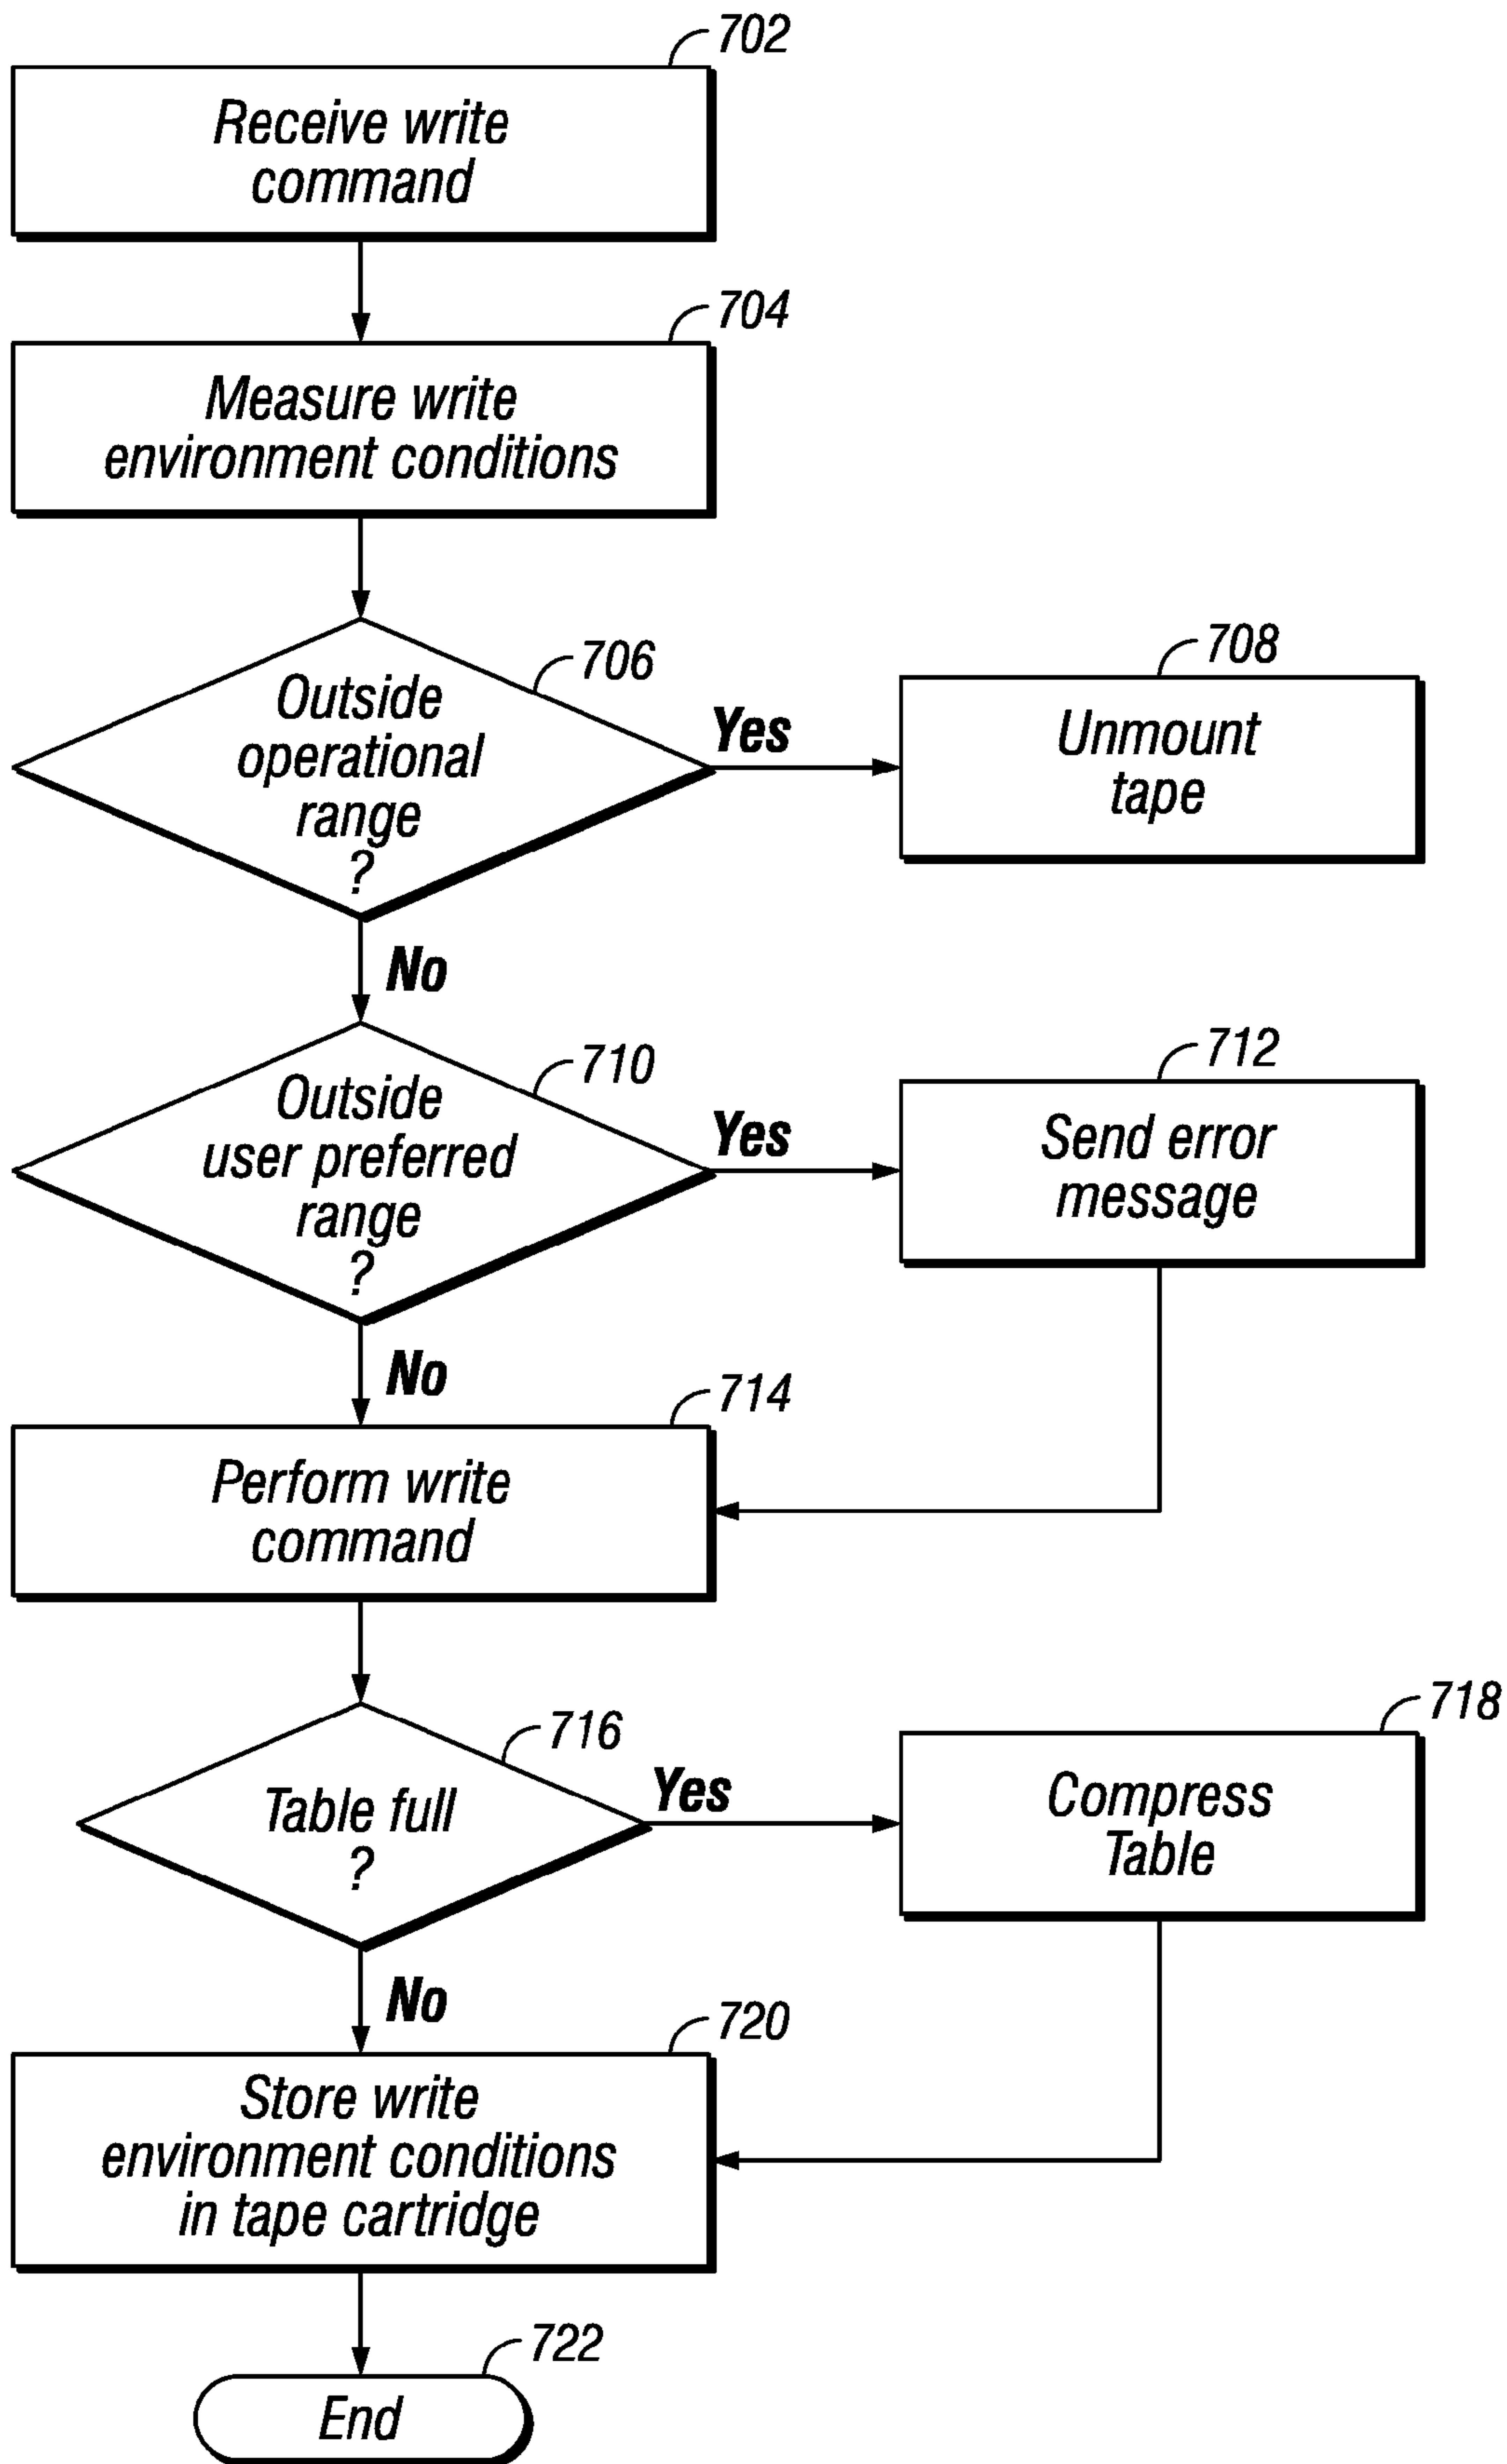 702
Receive write
command
704
Measure write
environment conditions
706
Outside
operational
range
?
Yes
708
Unmount
tape
No
710
Outside
user preferred
range
?
Yes
712
Send error
message
No
714
Perform write
command
716
Table full
?
Yes
718
Compress
Table
No
720
Store write
environment conditions
in tape cartridge
722
End